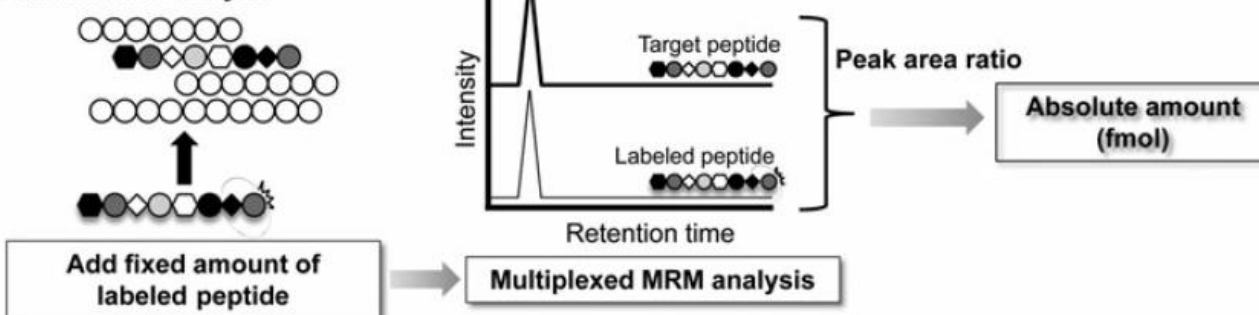 Intensity
Target peptide
Labeled peptide
Retention time
Peak area ratio
Absolute amount
(fmol)
Add fixed amount of
labeled peptide
Multiplexed MRM analysis